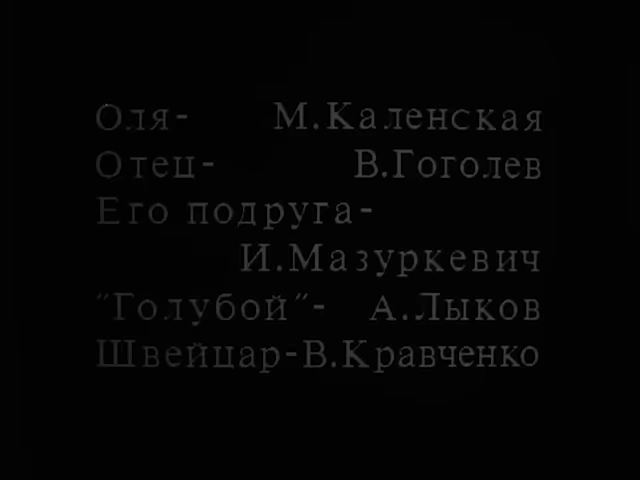 Оля- М.Каленская
Отец- В.Гоголев
Его подруга-
И.Мазуркевич
"Голубой"- А.Лыков
Швейцар-В.Кравченко